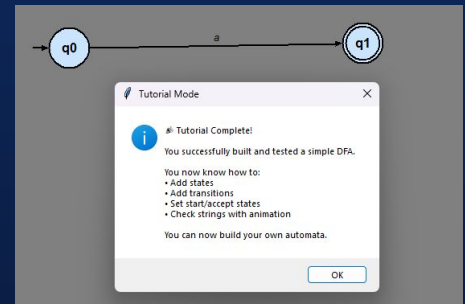 q0
a
q1
Tutorial Mode
Tutorial Complete!
You successfully built and tested a simple DFA.
You now know how to:
• Add states
• Add transitions
• Set start/accept states
• Check strings with animation
You can now build your own automata.
OK